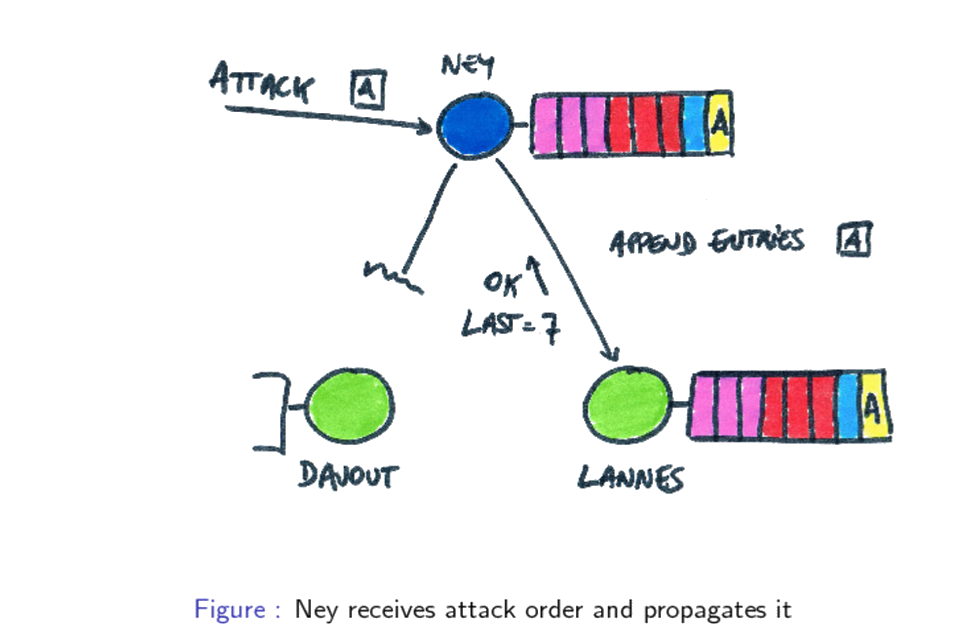 NEY
ATTACK A
A
APPEND ENTRIES A
OK
LAST = 7
A
DAVOUT
LANNES
Figure : Ney receives attack order and propagates it